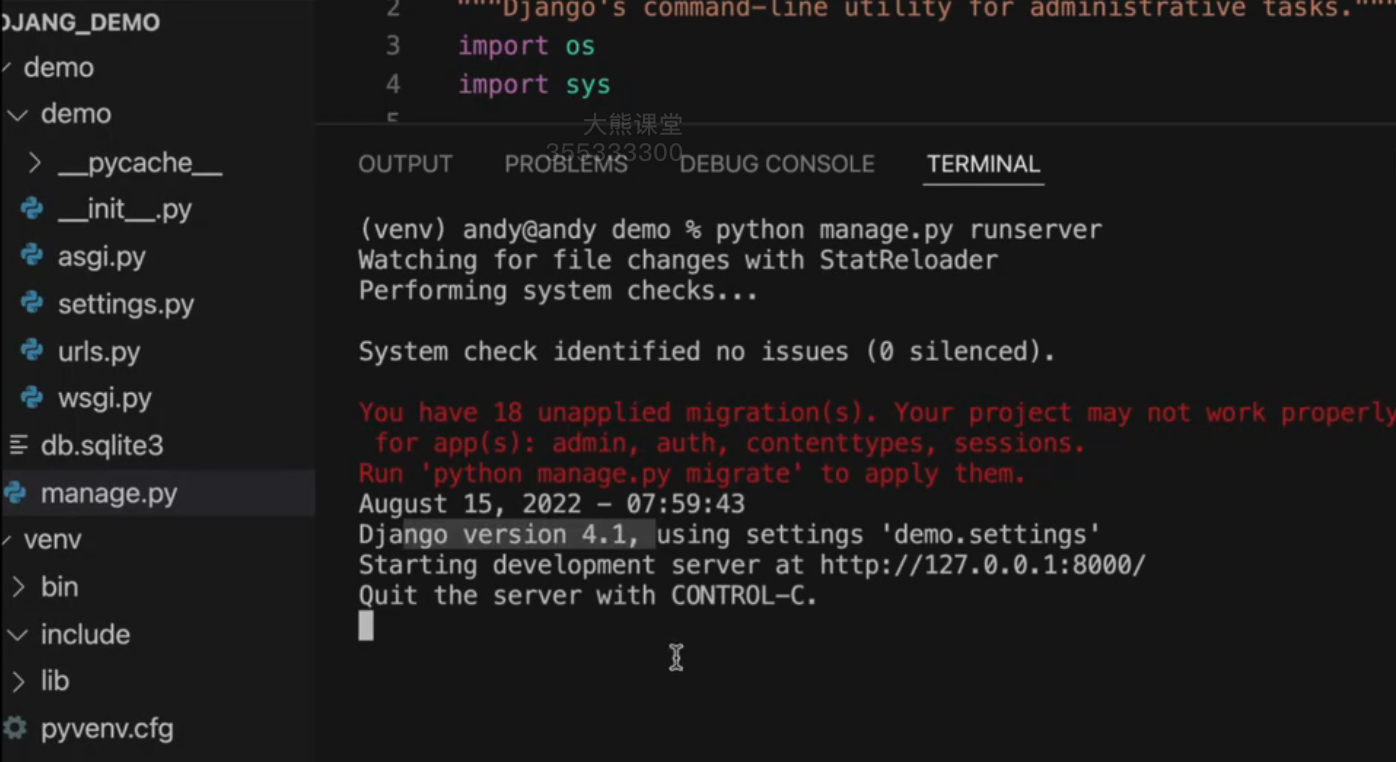 DJANG_DEMO
demo
demo
__pycache__
__init__.py
asgi.py
settings.py
urls.py
wsgi.py
db.sqlite3
manage.py
venv
bin
include
lib
pyvenv.cfg
2 """Django's command-line utility for administrative tasks."""
3 import os
4 import sys
5
大熊课堂
355333300
OUTPUT PROBLEMS DEBUG CONSOLE TERMINAL
(venv) andy@andy demo % python manage.py runserver
Watching for file changes with StatReloader
Performing system checks...
System check identified no issues (0 silenced).
You have 18 unapplied migration(s). Your project may not work properly
for app(s): admin, auth, contenttypes, sessions.
Run 'python manage.py migrate' to apply them.
August 15, 2022 - 07:59:43
Django version 4.1, using settings 'demo.settings'
Starting development server at http://127.0.0.1:8000/
Quit the server with CONTROL-C.